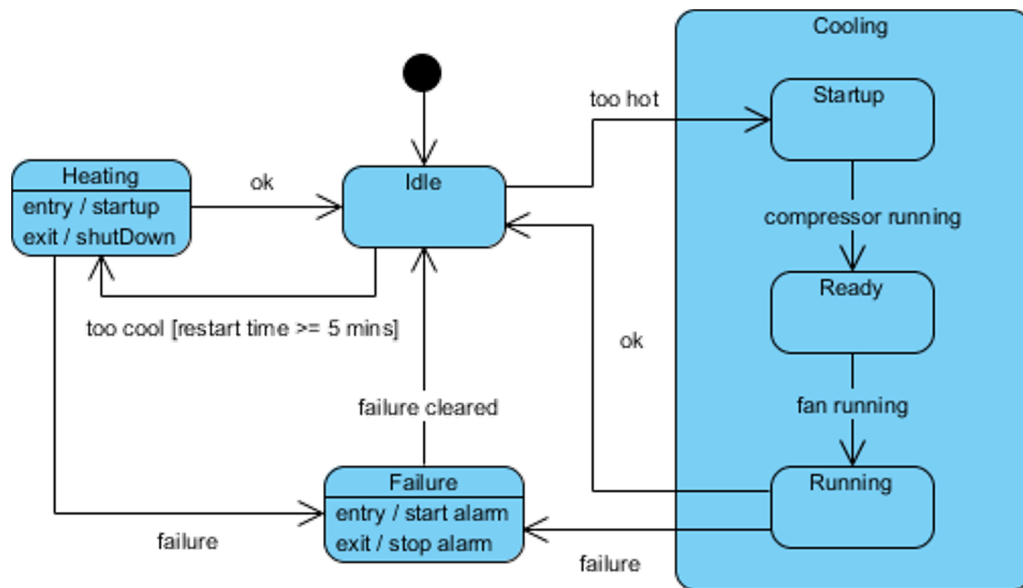 Cooling
Startup
too hot
Heating
entry / startup
exit / shutDown
ok
Idle
compressor running
Ready
too cool [restart time >= 5 mins]
ok
failure cleared
fan running
Failure
entry / start alarm
exit / stop alarm
Running
failure
failure